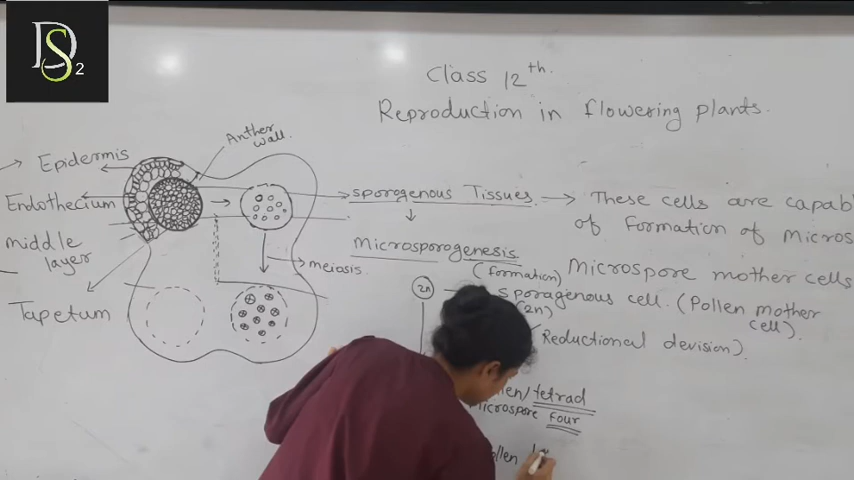 DS2
Class 12th
Reproduction in flowering plants.
Anther wall.
Epidermis
Endothecium
middle layer
Tapetum
meiosis
sporogenous Tissues
These cells are capab
of Formation of Micros
Microsporogenesis
(formation)
Microspore mother cells
2n
sporagenous cell. (Pollen mother cell).
(2n)
Reductional devision).
tetrad
Microspore four